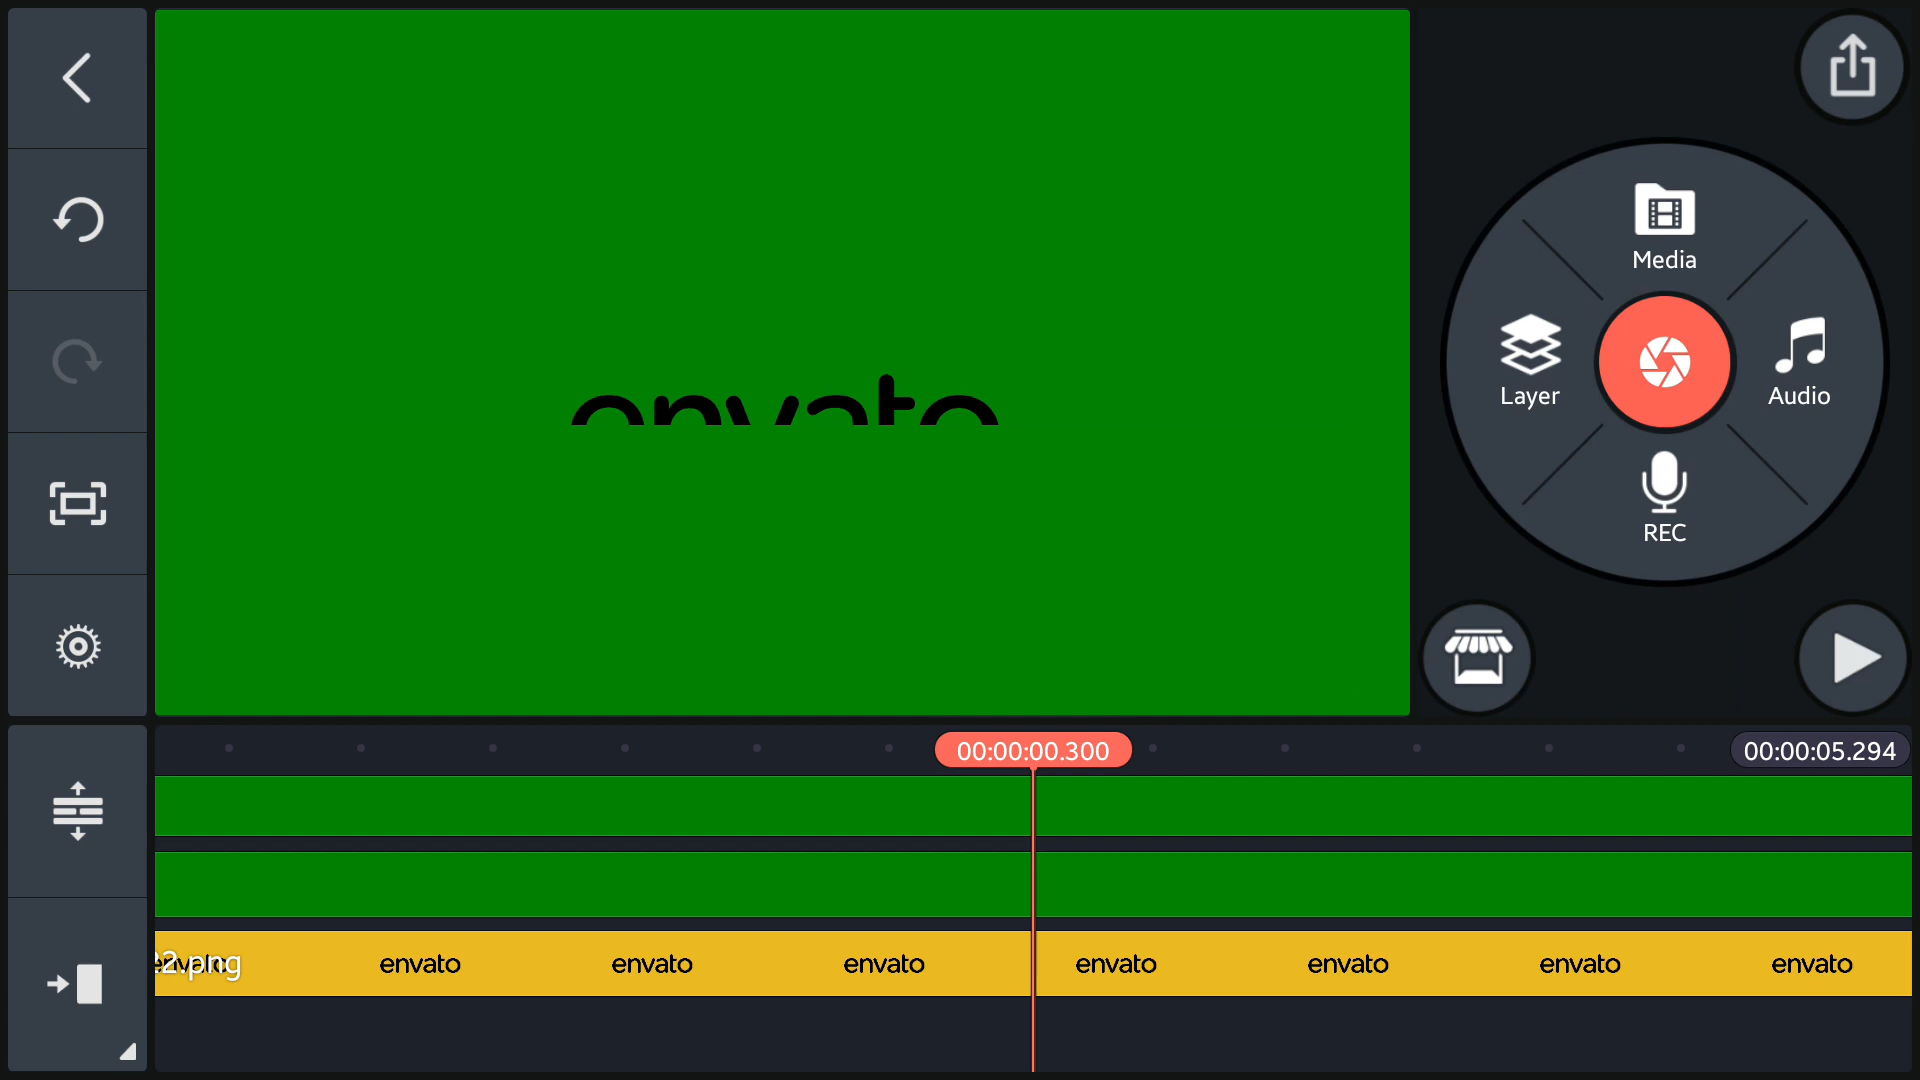 envato
Media
Layer
Audio
REC
00:00:00.300
00:00:05.294
2.png
envato envato envato envato envato envato envato envato